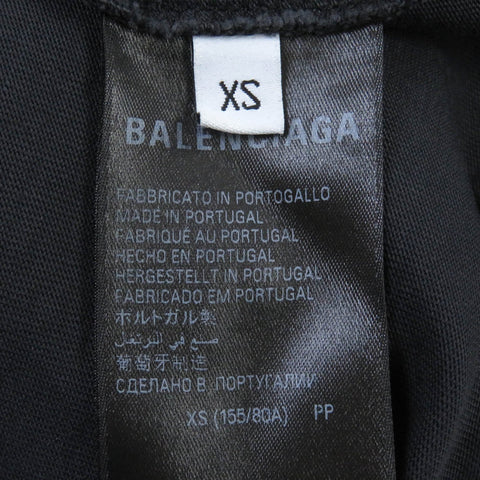 XS
BALENCIAGA
FABBRICATO IN PORTOGALLO
MADE IN PORTUGAL
FABRIQUÉ AU PORTUGAL
HECHO EN PORTUGAL
HERGESTELLT IN PORTUGAL
FABRICADO EM PORTUGAL
ポルトガル製
صنع في البرتغال
葡萄牙制造
СДЕЛАНО В ПОРТУГАЛИИ
XS (155/80A) PP